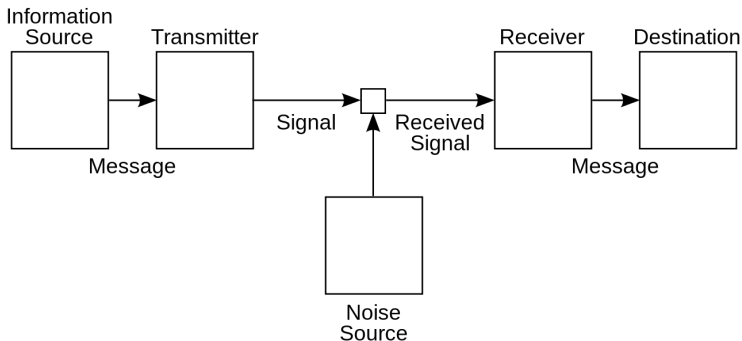 Information
Source
Transmitter
Receiver
Destination
Signal
Received
Signal
Message
Message
Noise
Source